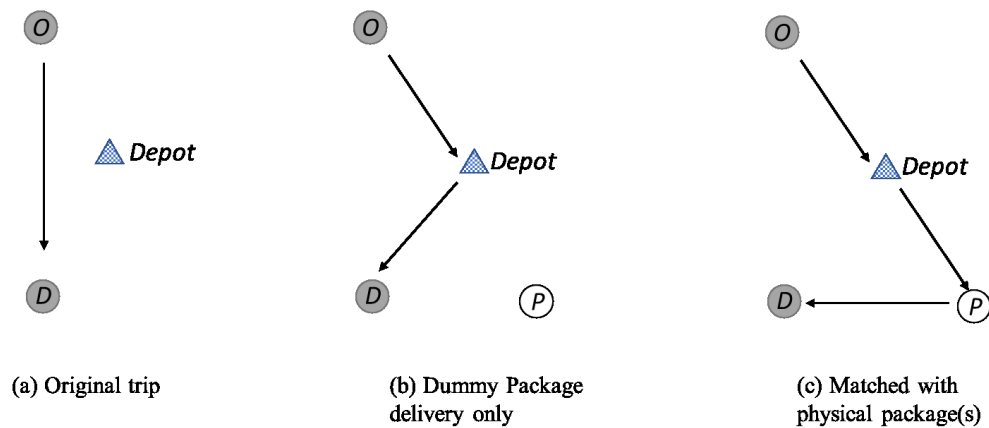 O
Depot
D
(a) Original trip
O
Depot
D
P
(b) Dummy Package
delivery only
O
Depot
D
P
(c) Matched with
physical package(s)